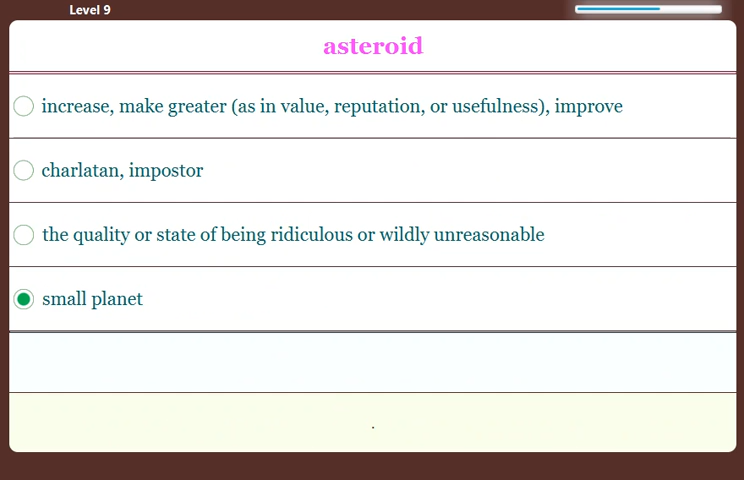 Level 9
asteroid
increase, make greater (as in value, reputation, or usefulness), improve
charlatan, impostor
the quality or state of being ridiculous or wildly unreasonable
small planet
.